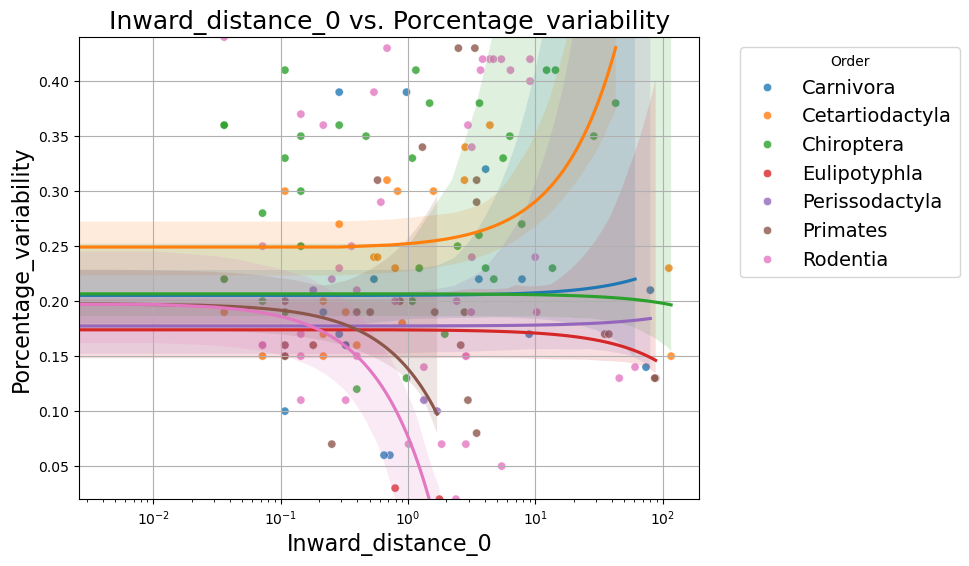 Inward_distance_0 vs. Porcentage_variability
Porcentage_variability
0.40
0.35
0.30
0.25
0.20
0.15
0.10
0.05
10⁻²
10⁻¹
10⁰
10¹
10²
Inward_distance_0
Order
Carnivora
Cetartiodactyla
Chiroptera
Eulipotyphla
Perissodactyla
Primates
Rodentia